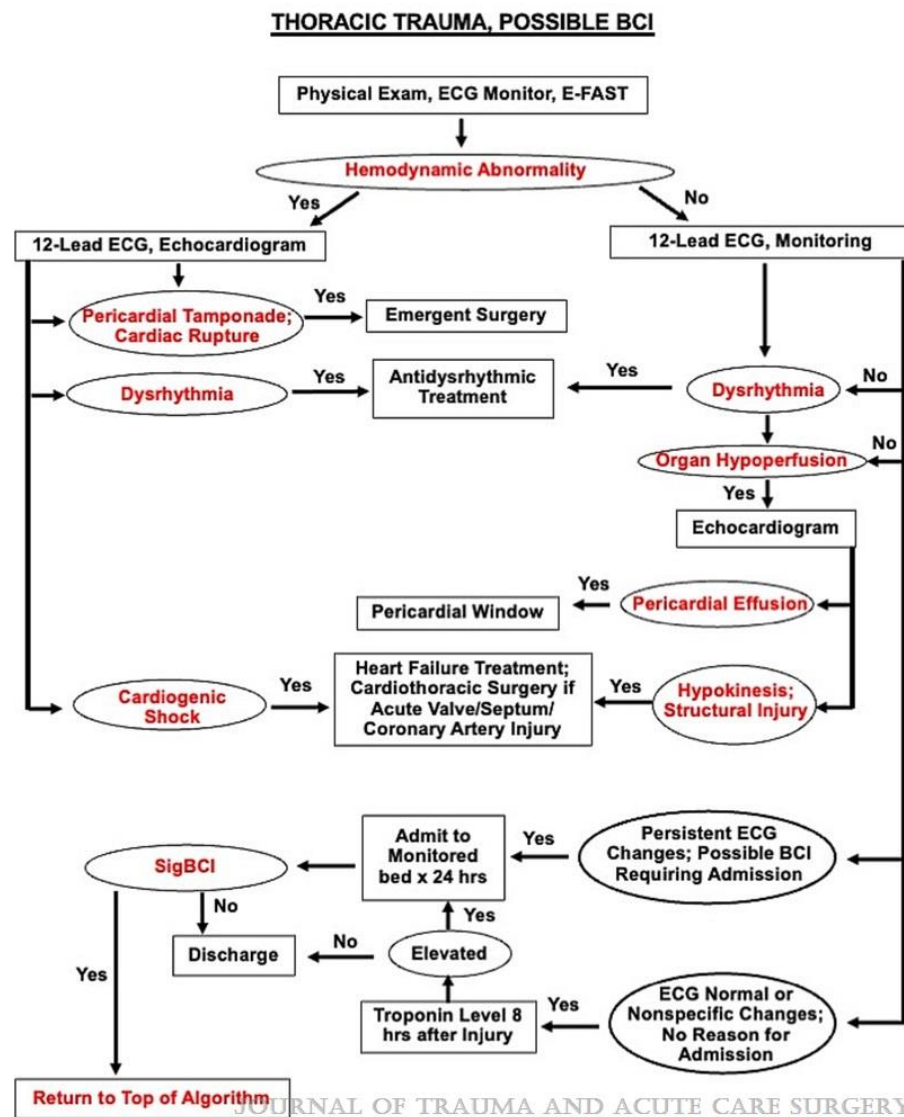 THORACIC TRAUMA, POSSIBLE BCI
Physical Exam, ECG Monitor, E-FAST
Hemodynamic Abnormality
Yes
No
12-Lead ECG, Echocardiogram
12-Lead ECG, Monitoring
Pericardial Tamponade;
Cardiac Rupture
Yes
Emergent Surgery
Dysrhythmia
Yes
Antidysrhythmic
Treatment
Yes
Dysrhythmia
No
Organ Hypoperfusion
No
Yes
Echocardiogram
Pericardial Window
Yes
Pericardial Effusion
Cardiogenic
Shock
Yes
Heart Failure Treatment;
Cardiothoracic Surgery if
Acute Valve/Septum/
Coronary Artery Injury
Yes
Hypokinesis;
Structural Injury
SigBCI
Admit to
Monitored
bed x 24 hrs
Yes
Persistent ECG
Changes; Possible BCI
Requiring Admission
No
Yes
Discharge
No
Elevated
Yes
Troponin Level 8
hrs after Injury
Yes
ECG Normal or
Nonspecific Changes;
No Reason for
Admission
Return to Top of Algorithm
JOURNAL OF TRAUMA AND ACUTE CARE SURGERY